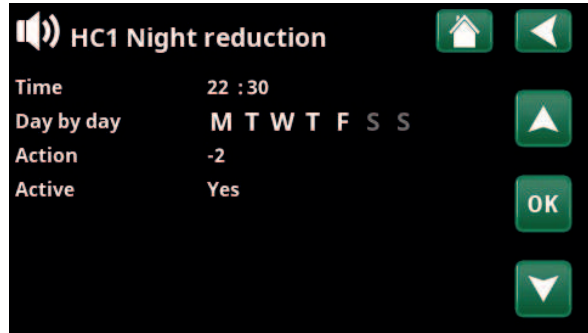 HC1 Night reduction
Time 22 :30
Day by day M T W T F S S
Action -2
Active Yes
OK